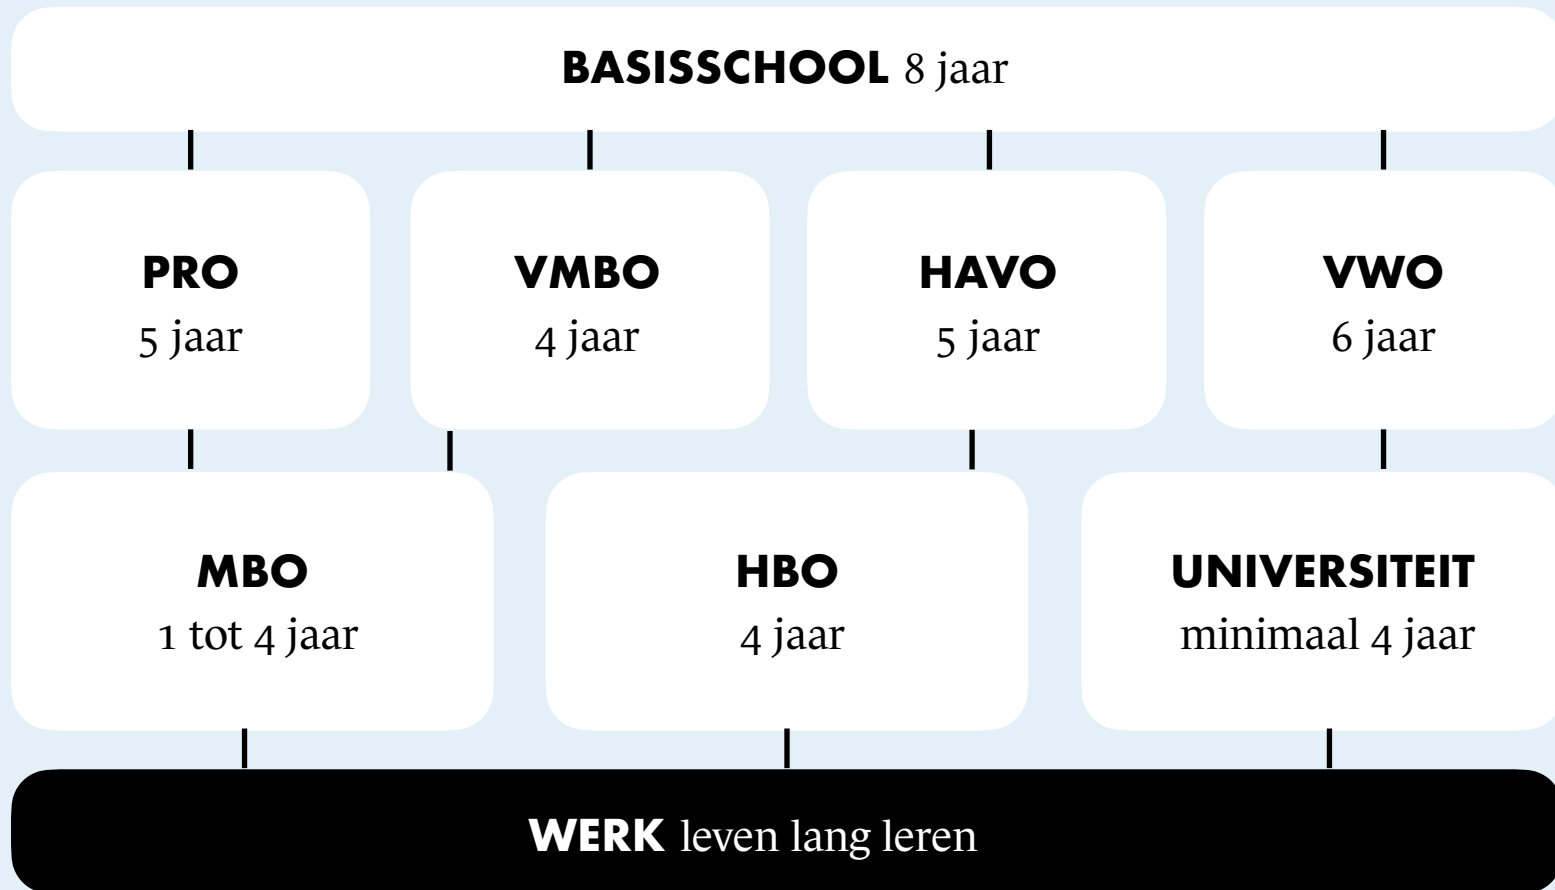 BASISSCHOOL 8 jaar
PRO
5 jaar
VMBO
4 jaar
HAVO
5 jaar
VWO
6 jaar
MBO
1 tot 4 jaar
HBO
4 jaar
UNIVERSITEIT
minimaal 4 jaar
WERK leven lang leren